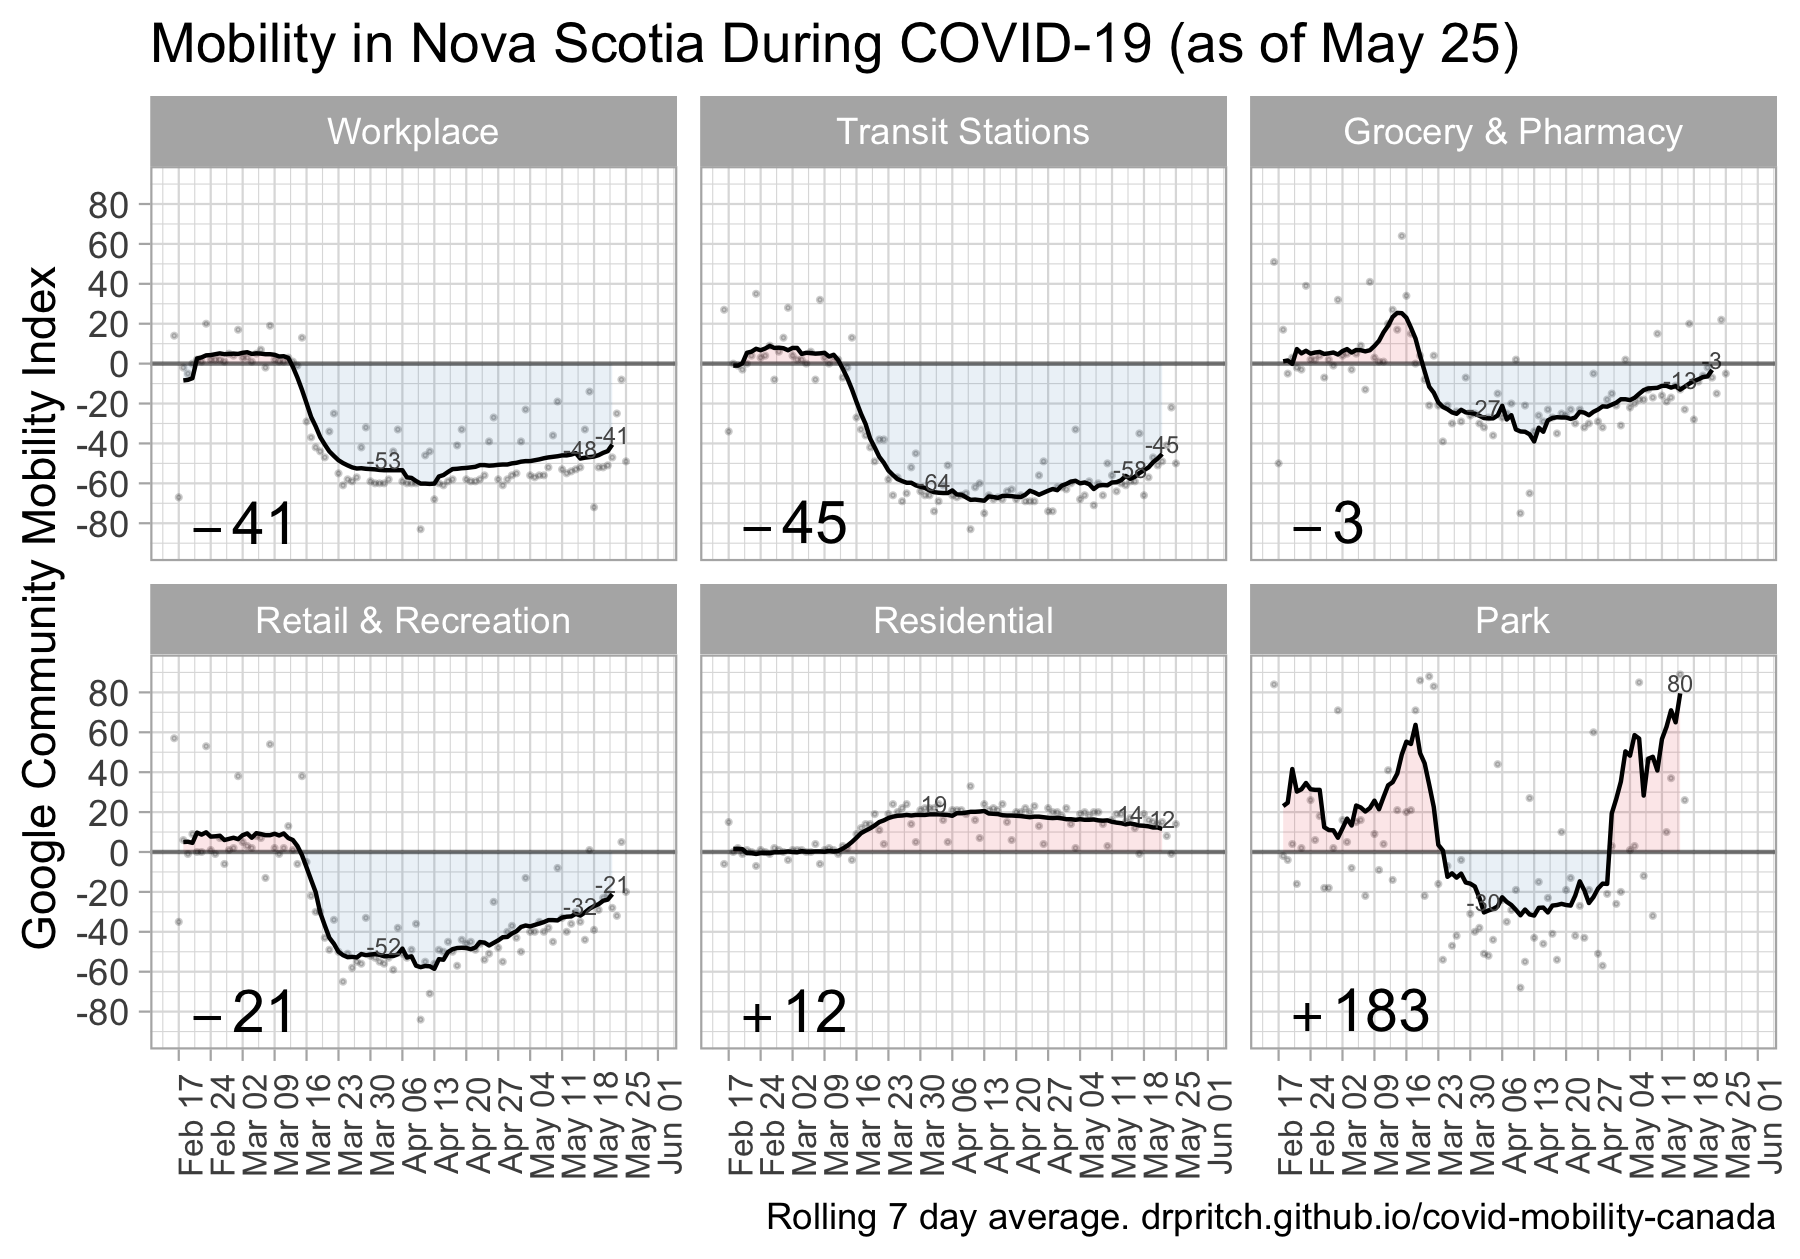 Mobility in Nova Scotia During COVID-19 (as of May 25)
Google Community Mobility Index
Workplace
Transit Stations
Grocery & Pharmacy
80
60
40
20
0
-20
-40
-60
-80
-53
-48
-41
−41
-64
-58
-45
−45
-27
-13
-3
−3
Retail & Recreation
Residential
Park
80
60
40
20
0
-20
-40
-60
-80
-52
-32
-21
−21
19
14
12
+12
-30
80
+183
Feb 17
Feb 24
Mar 02
Mar 09
Mar 16
Mar 23
Mar 30
Apr 06
Apr 13
Apr 20
Apr 27
May 04
May 11
May 18
May 25
Jun 01
Feb 17
Feb 24
Mar 02
Mar 09
Mar 16
Mar 23
Mar 30
Apr 06
Apr 13
Apr 20
Apr 27
May 04
May 11
May 18
May 25
Jun 01
Feb 17
Feb 24
Mar 02
Mar 09
Mar 16
Mar 23
Mar 30
Apr 06
Apr 13
Apr 20
Apr 27
May 04
May 11
May 18
May 25
Jun 01
Rolling 7 day average. drpritch.github.io/covid-mobility-canada